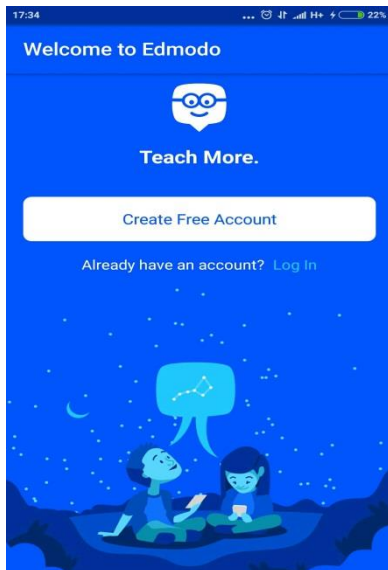 17:34 ... H+ 22%
Welcome to Edmodo
Teach More.
Create Free Account
Already have an account? Log In